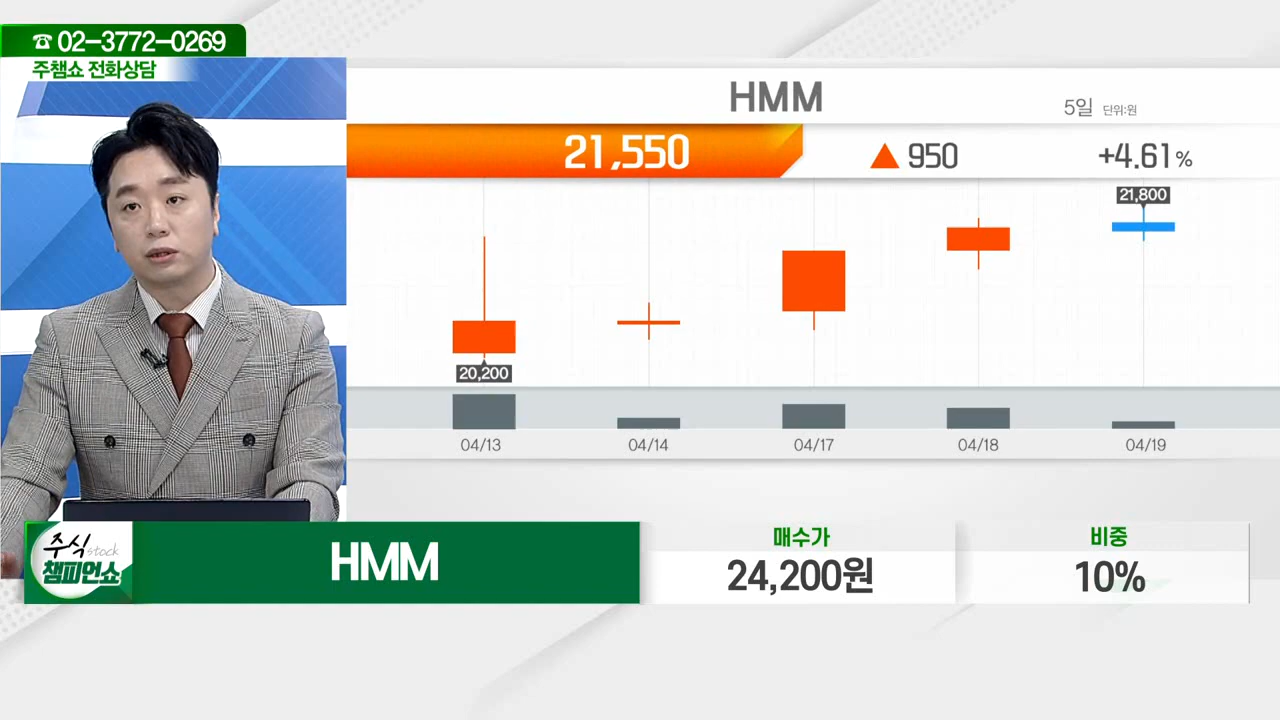 ☎ 02-3772-0269
주챔쇼 전화상담
HMM
5일 단위:원
21,550 ▲ 950 +4.61%
21,800
20,200
04/13 04/14 04/17 04/18 04/19
주식 stock
챔피언쇼
HMM
매수가
24,200원
비중
10%